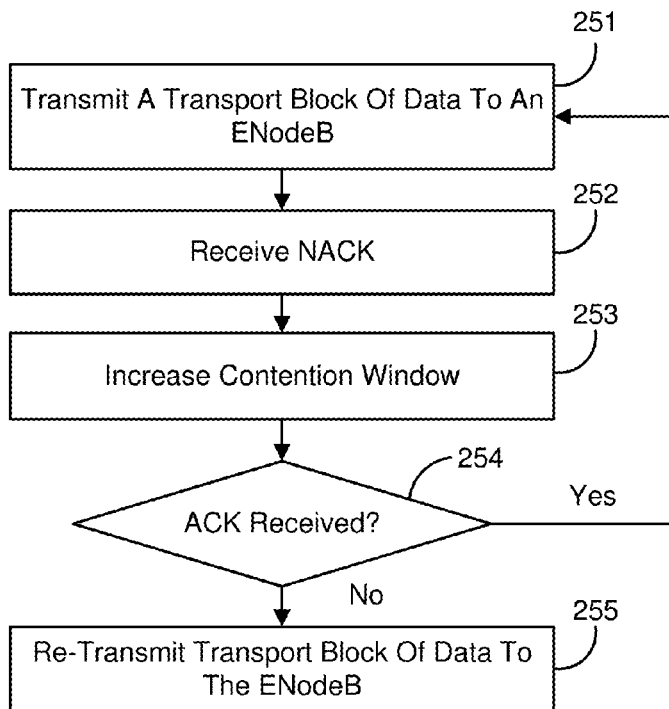 251
Transmit A Transport Block Of Data To An
ENodeB
252
Receive NACK
253
Increase Contention Window
254
ACK Received?
Yes
No
255
Re-Transmit Transport Block Of Data To
The ENodeB